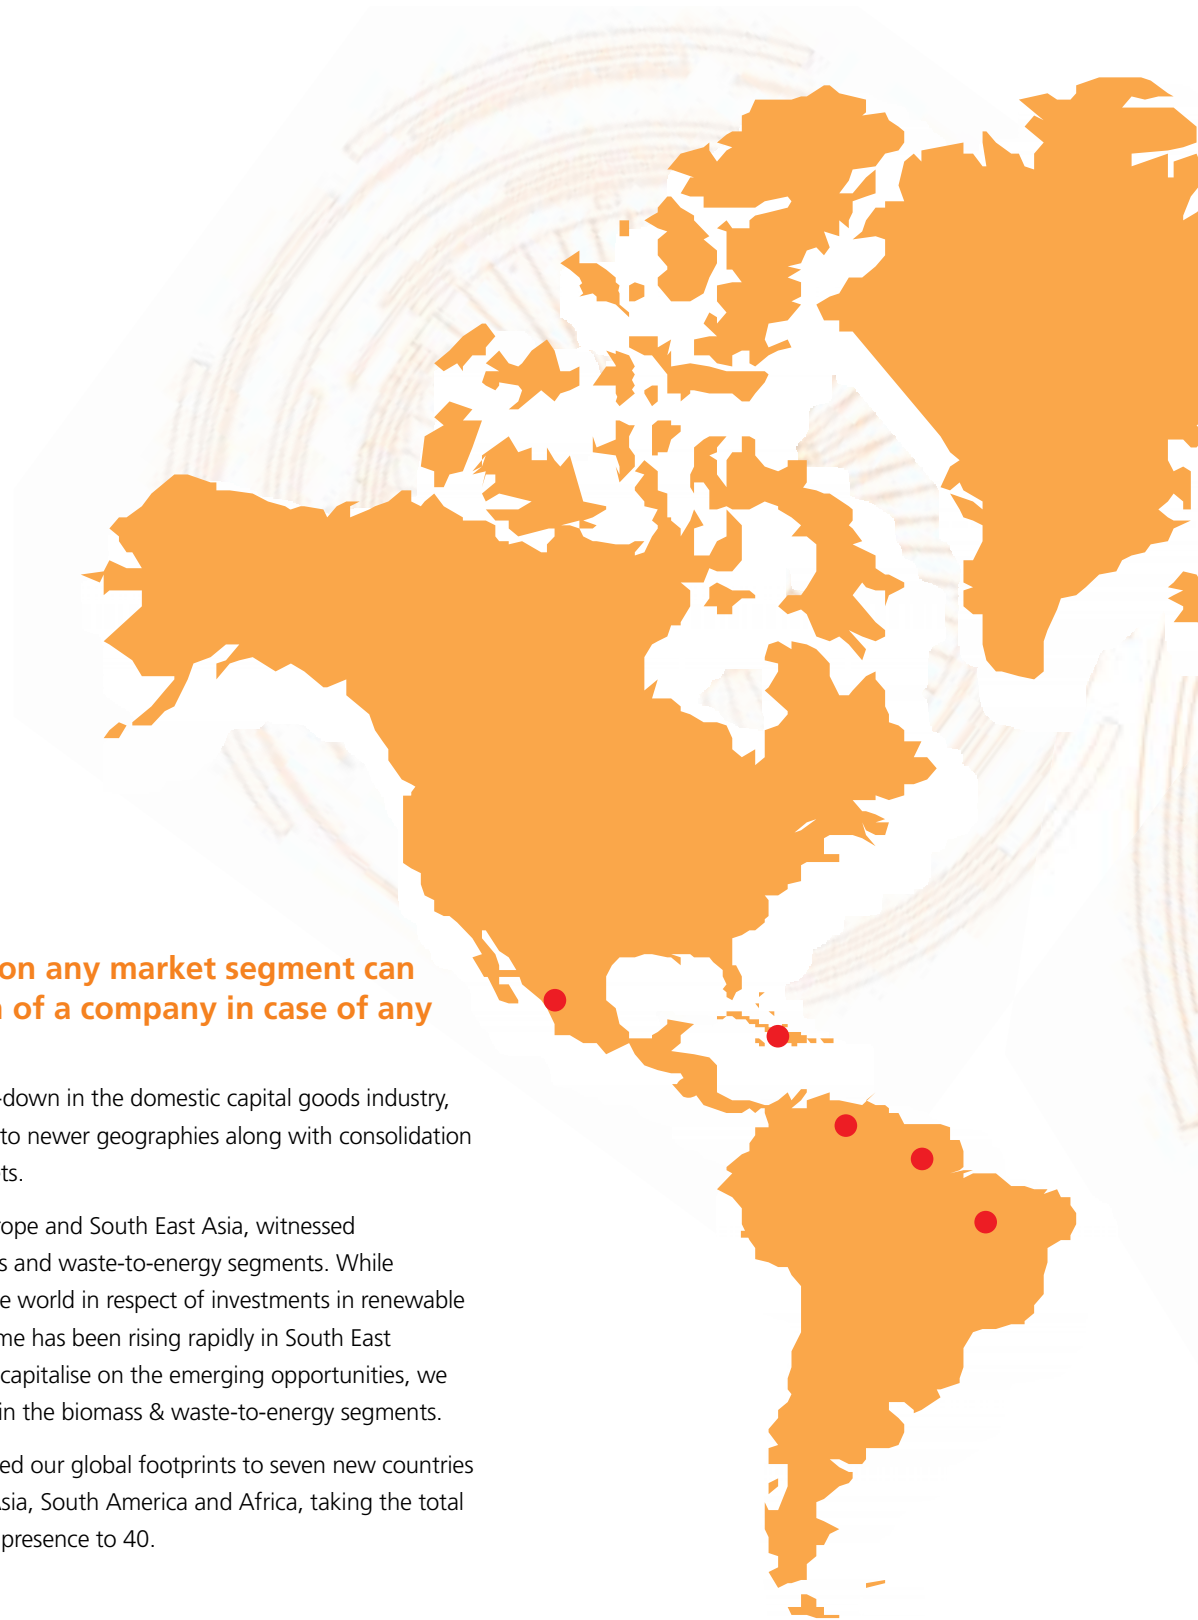 on any market segment can
of a company in case of any
-down in the domestic capital goods industry,
to newer geographies along with consolidation
ts.
rope and South East Asia, witnessed
s and waste-to-energy segments. While
e world in respect of investments in renewable
me has been rising rapidly in South East
capitalise on the emerging opportunities, we
in the biomass & waste-to-energy segments.
ed our global footprints to seven new countries
Asia, South America and Africa, taking the total
presence to 40.